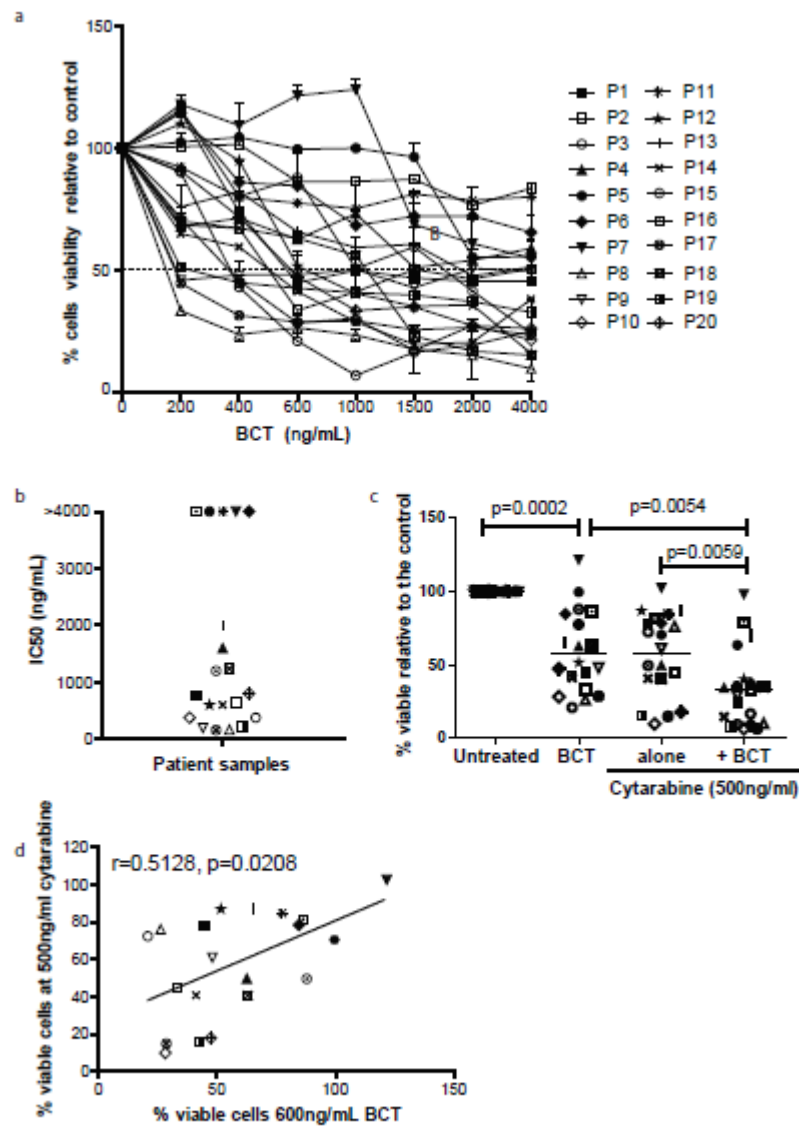 a
150
100
50
0
% cells viability relative to control
0 200 400 600 1000 1500 2000 4000
BCT (ng/mL)
B
P1 P11
P2 P12
P3 P13
P4 P14
P5 P15
P6 P16
P7 P17
P8 P18
P9 P19
P10 P20
b
>4000
3000
2000
1000
0
IC50 (ng/mL)
Patient samples
c
p=0.0002 p=0.0054
p=0.0059
150
100
50
0
% viable relative to the control
Untreated BCT alone + BCT
Cytarabine (500ng/ml)
d
r=0.5128, p=0.0208
120
100
80
60
40
20
0
% viable cells at 500ng/ml cytarabine
50 100 150
% viable cells 600ng/mL BCT